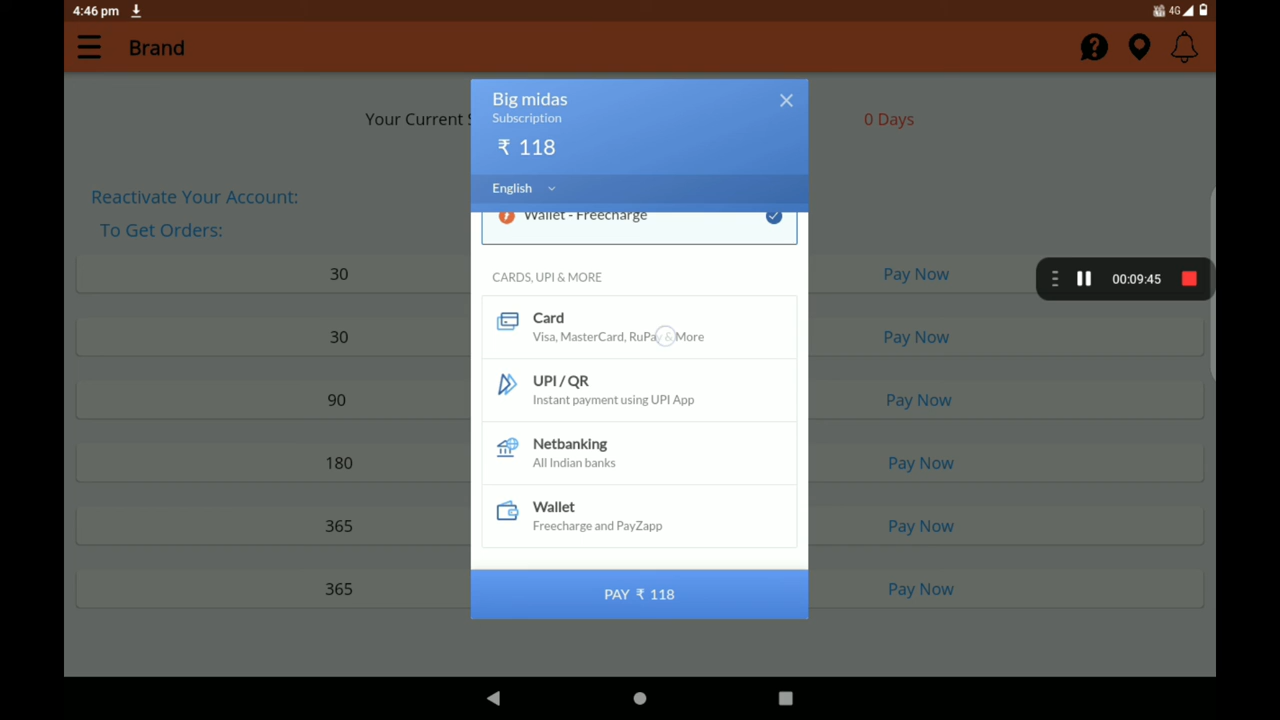 4:46 pm
4G
Brand
Big midas
Subscription
₹ 118
English
Your Current S
0 Days
Reactivate Your Account:
To Get Orders:
Wallet - Freecharge
CARDS, UPI & MORE
Card
Visa, MasterCard, RuPay & More
UPI / QR
Instant payment using UPI App
Netbanking
All Indian banks
Wallet
Freecharge and PayZapp
PAY ₹ 118
30 Pay Now
30 Pay Now
90 Pay Now
180 Pay Now
365 Pay Now
365 Pay Now
00:09:45